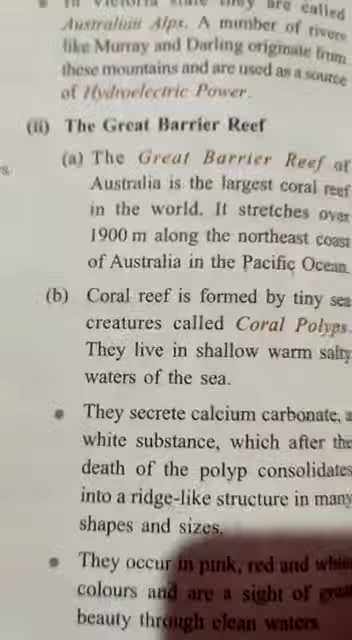 In Victoria state they are called
Australian Alps. A number of rivers
like Murray and Darling originate from
these mountains and are used as a source
of Hydroelectric Power.
(ii) The Great Barrier Reef
(a) The Great Barrier Reef of
Australia is the largest coral reef
in the world. It stretches over
1900 m along the northeast coast
of Australia in the Pacific Ocean.
(b) Coral reef is formed by tiny sea
creatures called Coral Polyps.
They live in shallow warm salty
waters of the sea.
• They secrete calcium carbonate, a
white substance, which after the
death of the polyp consolidates
into a ridge-like structure in many
shapes and sizes.
• They occur in pink, red and white
colours and are a sight of great
beauty through clean waters